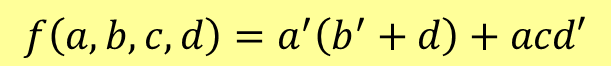 f(a, b, c, d) = a′(b′ + d) + acd′